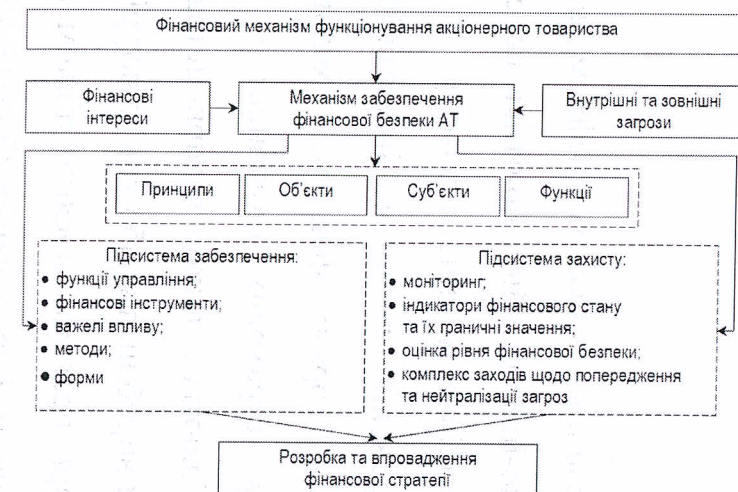 Фінансовий механізм функціонування акціонерного товариства
Фінансові
інтереси
Механізм забезпечення
фінансової безпеки АТ
Внутрішні та зовнішні
загрози
Принципи
Об'єкти
Суб'єкти
Функції
Підсистема забезпечення:
• функції управління;
• фінансові інструменти;
• важелі впливу;
• методи;
• форми
Підсистема захисту:
• моніторинг;
• індикатори фінансового стану
та їх граничні значення;
• оцінка рівня фінансової безпеки;
• комплекс заходів щодо попередження
та нейтралізації загроз
Розробка та впровадження
фінансової стратегії